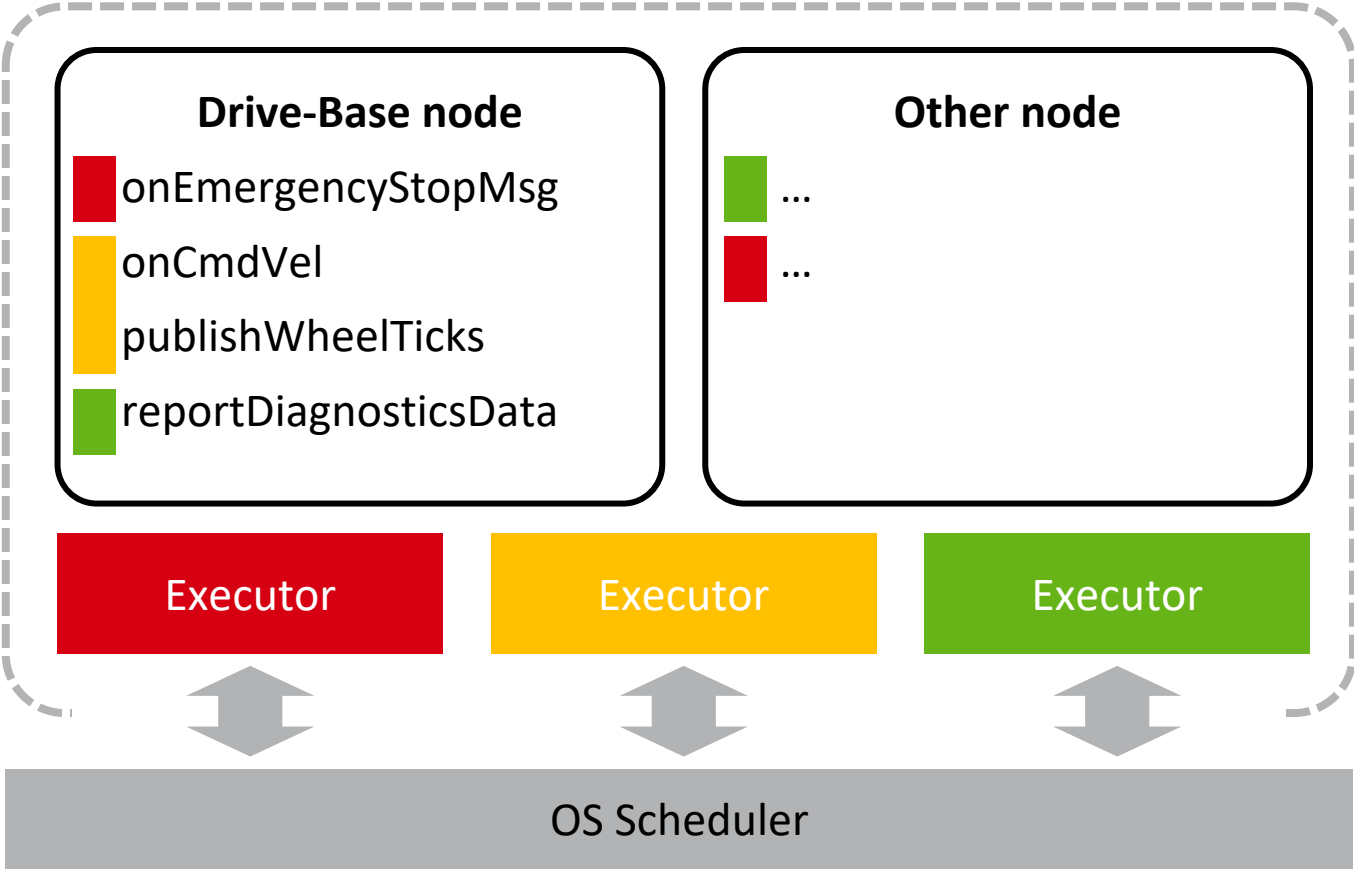 Drive-Base node
onEmergencyStopMsg
onCmdVel
publishWheelTicks
reportDiagnosticsData
Other node
...
...
Executor
Executor
Executor
OS Scheduler